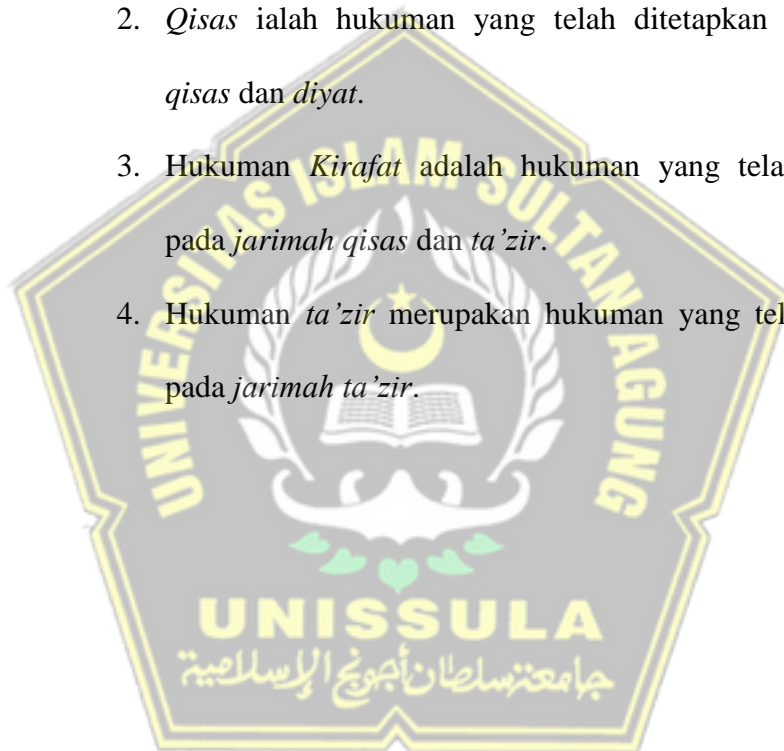 2. Qisas ialah hukuman yang telah ditetapkan
qisas dan diyat.
3. Hukuman Kirafat adalah hukuman yang tela
pada jarimah qisas dan ta’zir.
4. Hukuman ta’zir merupakan hukuman yang tel
pada jarimah ta’zir.
UNIVERSITAS ISLAM SULTAN AGUNG
UNISSULA
جامعة سلطان أجونج الإسلامية